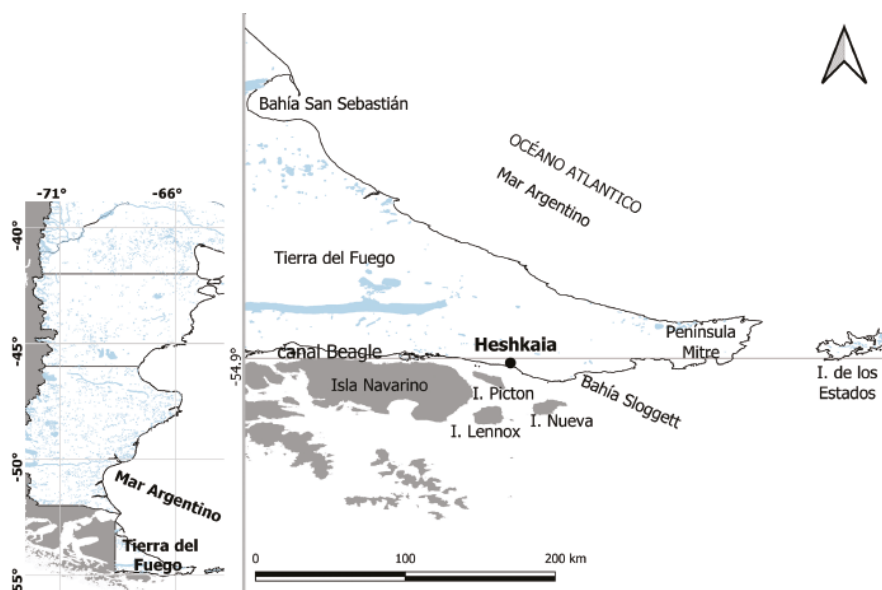 Bahía San Sebastián
OCÉANO ATLANTICO
Mar Argentino
-71°
-66°
-40°
Tierra del Fuego
Heshkaia
Península
Mitre
-45°
-54.9°
canal Beagle
Isla Navarino
I. Picton
Bahía Sloggett
I. de los
Estados
I. Lennox
I. Nueva
-50°
Mar Argentino
Tierra del
Fuego
-55°
0
100
200 km